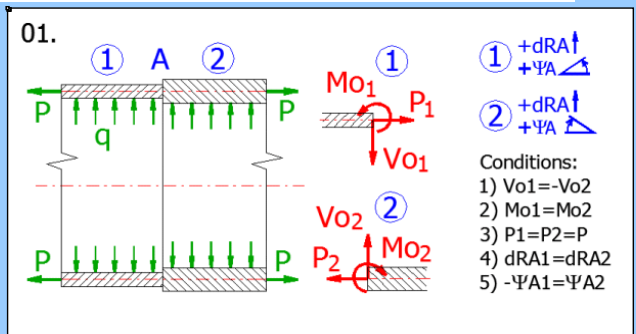 01.
1 A 2
P P
q
P P
1
Mo1
P1
Vo1
2
Vo2
P2 Mo2
1 +dRA
+ΨA
2 +dRA
+ΨA
Conditions:
1) Vo1=-Vo2
2) Mo1=Mo2
3) P1=P2=P
4) dRA1=dRA2
5) -ΨA1=ΨA2